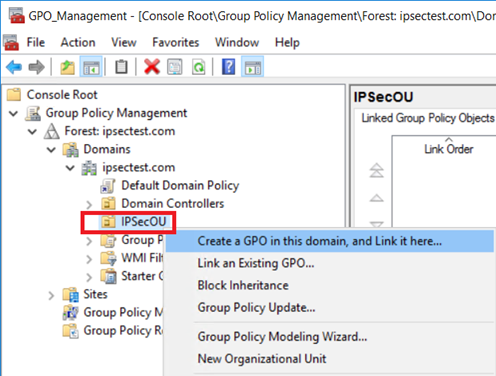 GPO_Management - [Console Root\Group Policy Management\Forest: ipsectest.com\Dom
File Action View Favorites Window Help
Console Root
Group Policy Management
Forest: ipsectest.com
Domains
ipsectest.com
Default Domain Policy
Domain Controllers
IPSecOU
Group P
WMI Filt
Starter G
Sites
Group Policy M
Group Policy Re
IPSecOU
Linked Group Policy Objects
Link Order
Create a GPO in this domain, and Link it here...
Link an Existing GPO...
Block Inheritance
Group Policy Update...
Group Policy Modeling Wizard...
New Organizational Unit